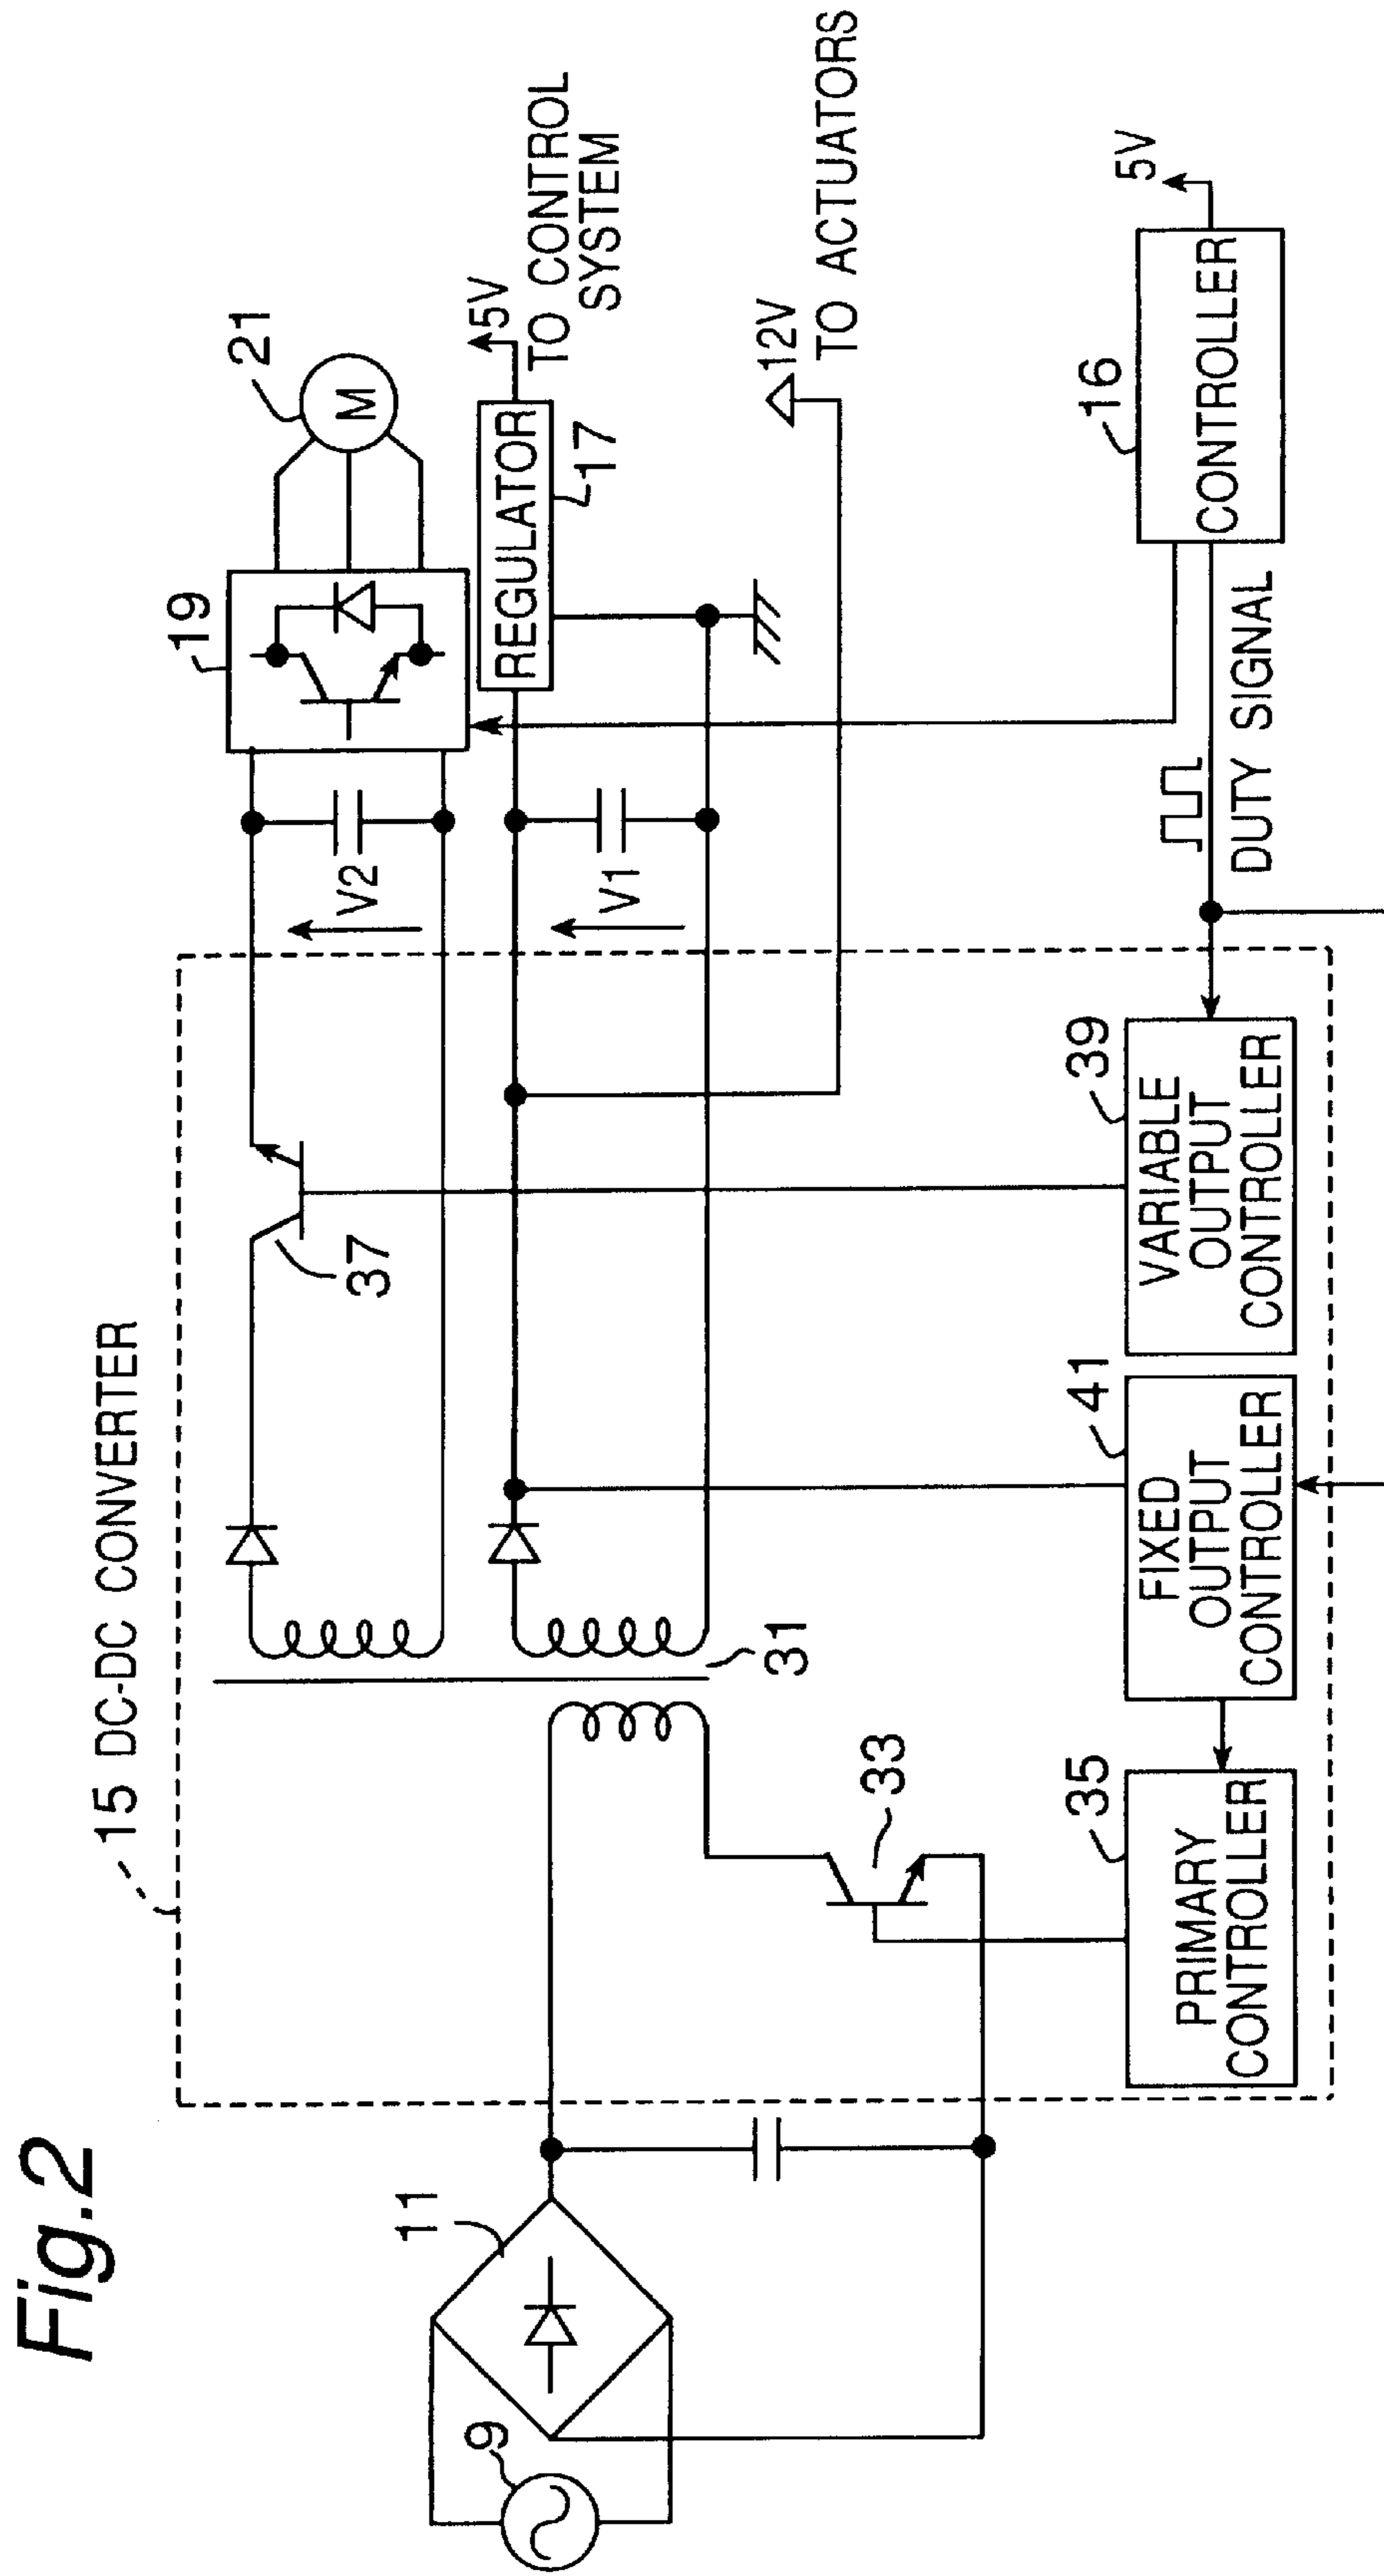 Fig.2
15 DC-DC CONVERTER
9
11
31
33
37
V2
V1
19
21
M
REGULATOR
17
5V
TO CONTROL
SYSTEM
12V
TO ACTUATORS
35
PRIMARY
CONTROLLER
41
FIXED
OUTPUT
CONTROLLER
39
VARIABLE
OUTPUT
CONTROLLER
DUTY SIGNAL
16
CONTROLLER
5V